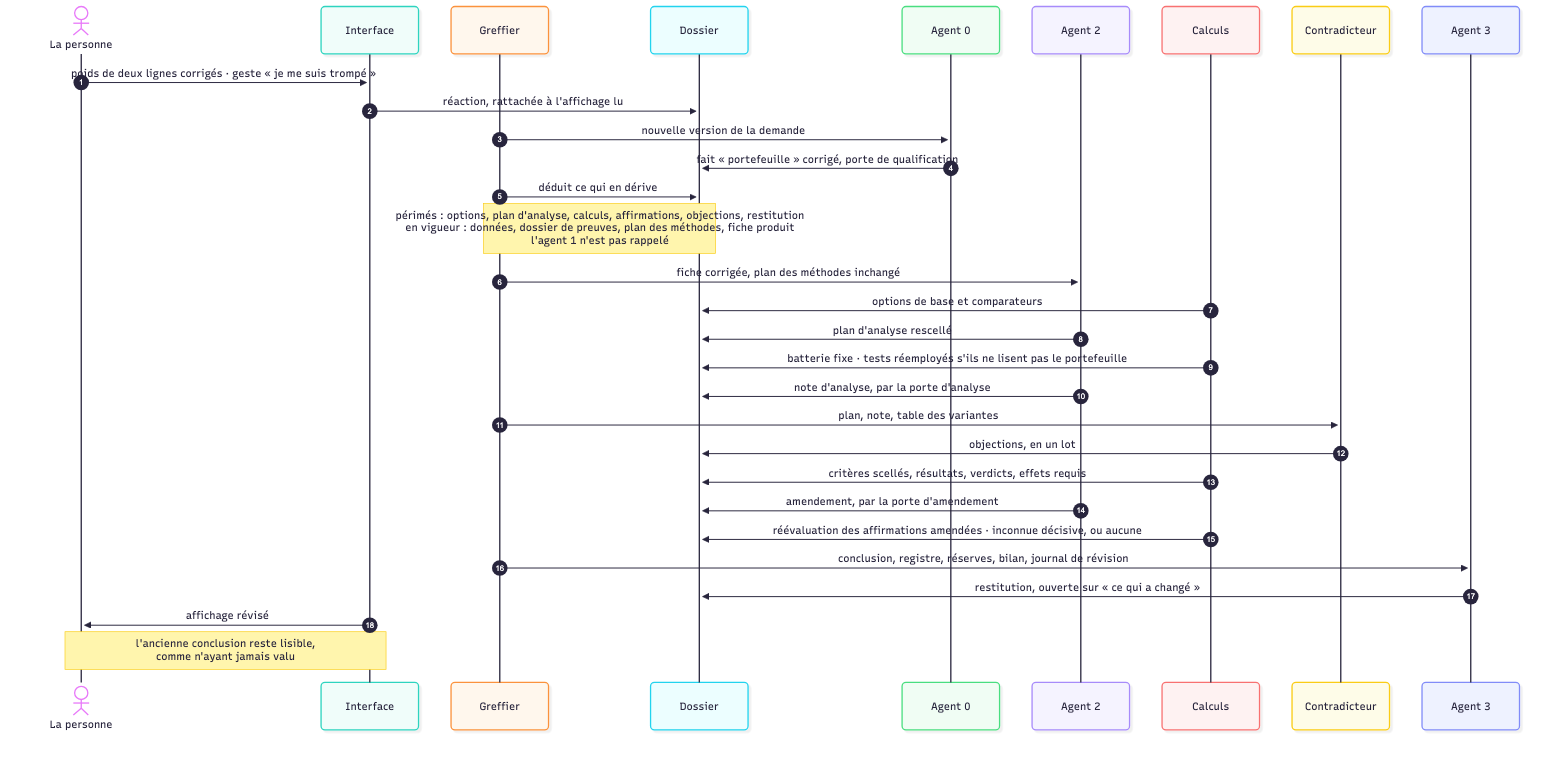 La personne
Interface
Greffier
Dossier
Agent 0
Agent 2
Calculs
Contradicteur
Agent 3
poids de deux lignes corrigés · geste « je me suis trompé »
1
2
réaction, rattachée à l'affichage lu
3
nouvelle version de la demande
fait « portefeuille » corrigé, porte de qualification
4
5
déduit ce qui en dérive
périmés : options, plan d'analyse, calculs, affirmations, objections, restitution
en vigueur : données, dossier de preuves, plan des méthodes, fiche produit
l'agent 1 n'est pas rappelé
6
fiche corrigée, plan des méthodes inchangé
options de base et comparateurs
7
plan d'analyse rescellé
8
batterie fixe · tests réemployés s'ils ne lisent pas le portefeuille
9
note d'analyse, par la porte d'analyse
10
11
plan, note, table des variantes
objections, en un lot
12
critères scellés, résultats, verdicts, effets requis
13
amendement, par la porte d'amendement
14
réévaluation des affirmations amendées · inconnue décisive, ou aucune
15
16
conclusion, registre, réserves, bilan, journal de révision
restitution, ouverte sur « ce qui a changé »
17
affichage révisé
18
l'ancienne conclusion reste lisible,
comme n'ayant jamais valu
La personne
Interface
Greffier
Dossier
Agent 0
Agent 2
Calculs
Contradicteur
Agent 3